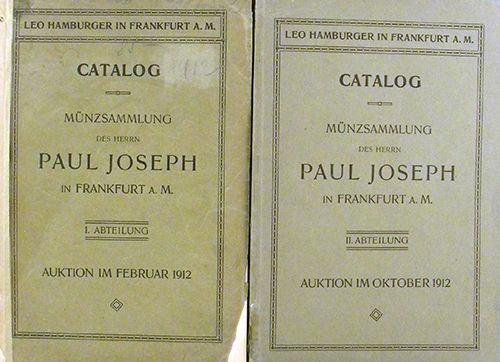 LEO HAMBURGER IN FRANKFURT A. M.
CATALOG
1912
MÜNZSAMMLUNG
DES HERRN
PAUL JOSEPH
IN FRANKFURT A. M.
I. ABTEILUNG
AUKTION IM FEBRUAR 1912
LEO HAMBURGER IN FRANKFURT A. M.
CATALOG
MÜNZSAMMLUNG
DES HERRN
PAUL JOSEPH
IN FRANKFURT A. M.
II. ABTEILUNG
AUKTION IM OKTOBER 1912